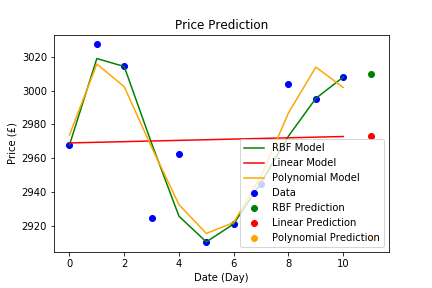 Price Prediction
Price (£)
3020
3000
2980
2960
2940
2920
0
2
4
6
8
10
Date (Day)
RBF Model
Linear Model
Polynomial Model
Data
RBF Prediction
Linear Prediction
Polynomial Prediction